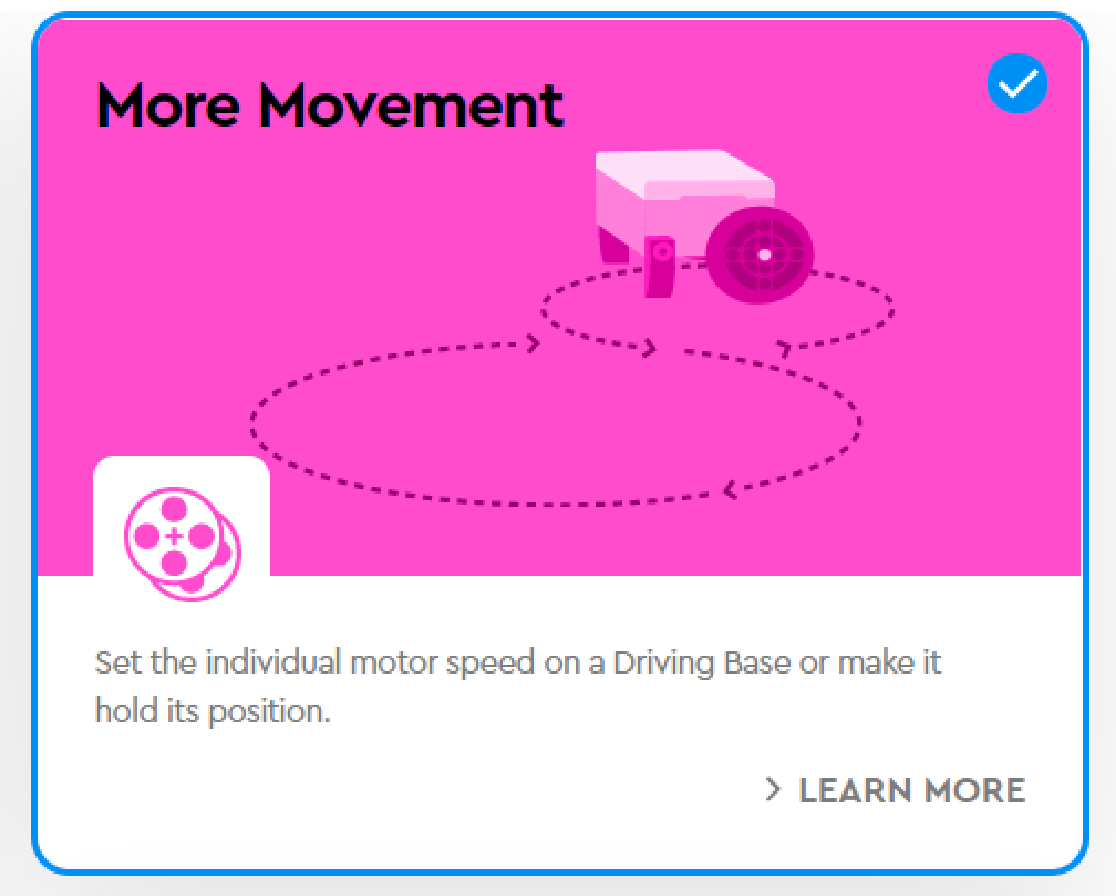 More Movement
Set the individual motor speed on a Driving Base or make it
hold its position.
LEARN MORE